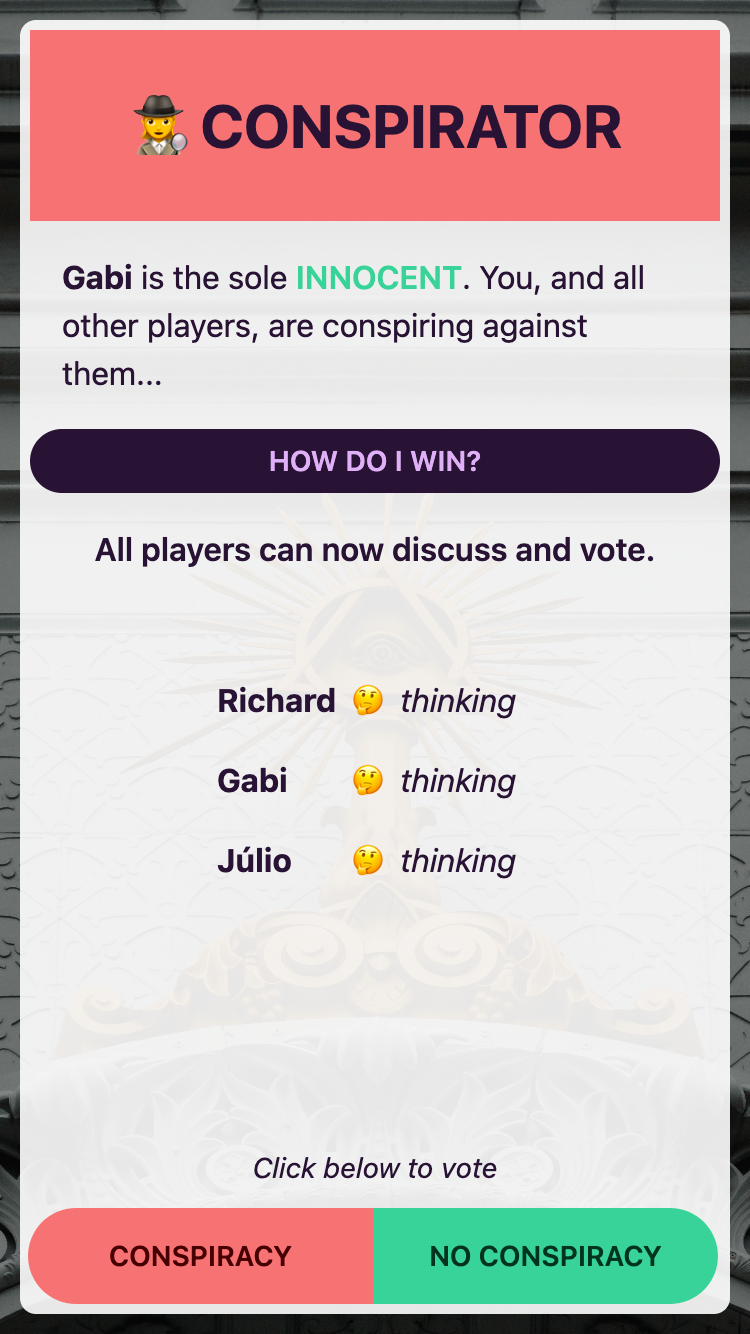 CONSPIRATOR
Gabi is the sole INNOCENT. You, and all
other players, are conspiring against
them...
HOW DO I WIN?
All players can now discuss and vote.
Richard 🤔 thinking
Gabi 🤔 thinking
Júlio 🤔 thinking
Click below to vote
CONSPIRACY NO CONSPIRACY